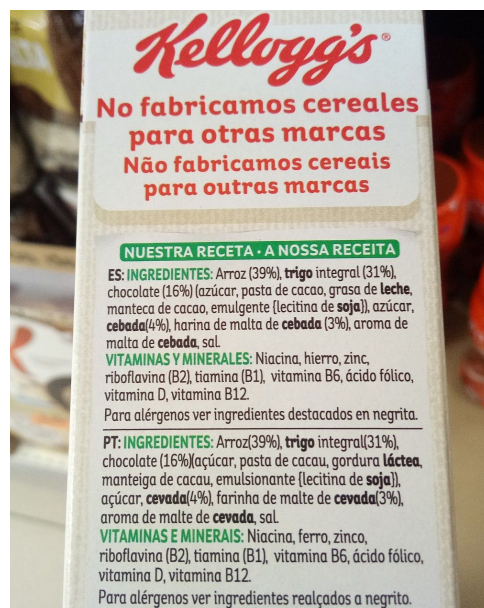 Kellogg's®
No fabricamos cereales
para otras marcas
Não fabricamos cereais
para outras marcas
NUESTRA RECETA • A NOSSA RECEITA
ES: INGREDIENTES: Arroz (39%), trigo integral (31%),
chocolate (16%) (azúcar, pasta de cacao, grasa de leche,
manteca de cacao, emulgente {lecitina de soja}), azúcar,
cebada(4%), harina de malta de cebada (3%), aroma de
malta de cebada, sal.
VITAMINAS Y MINERALES: Niacina, hierro, zinc,
riboflavina (B2), tiamina (B1), vitamina B6, ácido fólico,
vitamina D, vitamina B12.
Para alérgenos ver ingredientes destacados en negrita.
PT: INGREDIENTES: Arroz(39%), trigo integral(31%),
chocolate (16%)(açúcar, pasta de cacau, gordura láctea,
manteiga de cacau, emulsionante {lecitina de soja}),
açúcar, cevada(4%), farinha de malte de cevada(3%),
aroma de malte de cevada, sal.
VITAMINAS E MINERAIS: Niacina, ferro, zinco,
riboflavina (B2), tiamina (B1), vitamina B6, ácido fólico,
vitamina D, vitamina B12.
Para alérgenos ver ingredientes realçados a negrito.